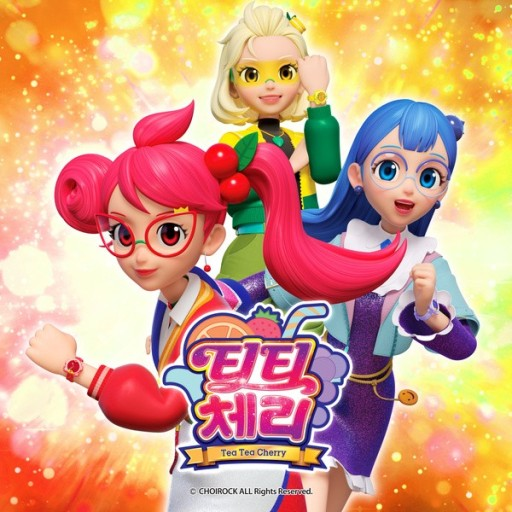 티티
체리
Tea Tea Cherry
© CHOIROCK ALL Rights Reserved.